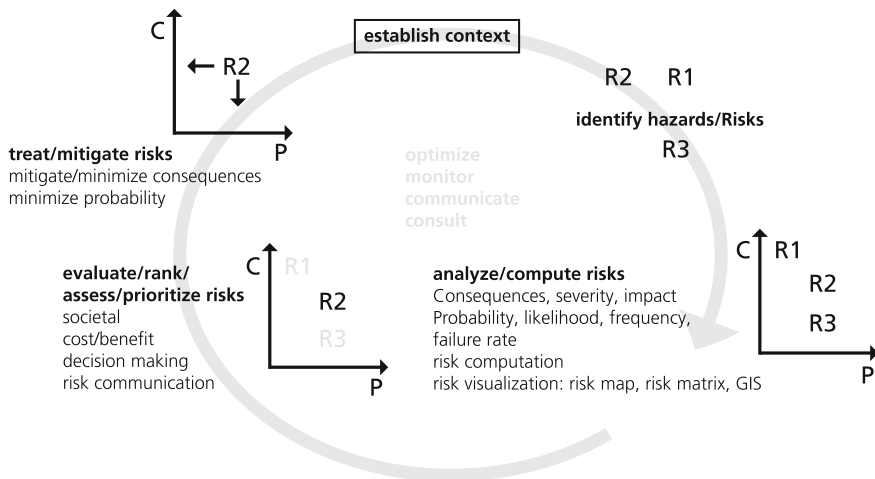 establish context
R2 R1
identify hazards/Risks
R3
C
R1
R2
R3
P
analyze/compute risks
Consequences, severity, impact
Probability, likelihood, frequency,
failure rate
risk computation
risk visualization: risk map, risk matrix, GIS
C
R1
R2
R3
P
evaluate/rank/
assess/prioritize risks
societal
cost/benefit
decision making
risk communication
C
R2
P
treat/mitigate risks
mitigate/minimize consequences
minimize probability
optimize
monitor
communicate
consult